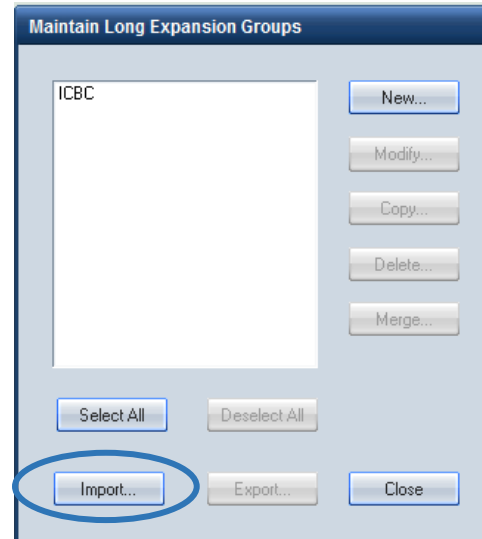 Maintain Long Expansion Groups
ICBC
New...
Modify...
Copy...
Delete...
Merge...
Select All
Deselect All
Import...
Export...
Close